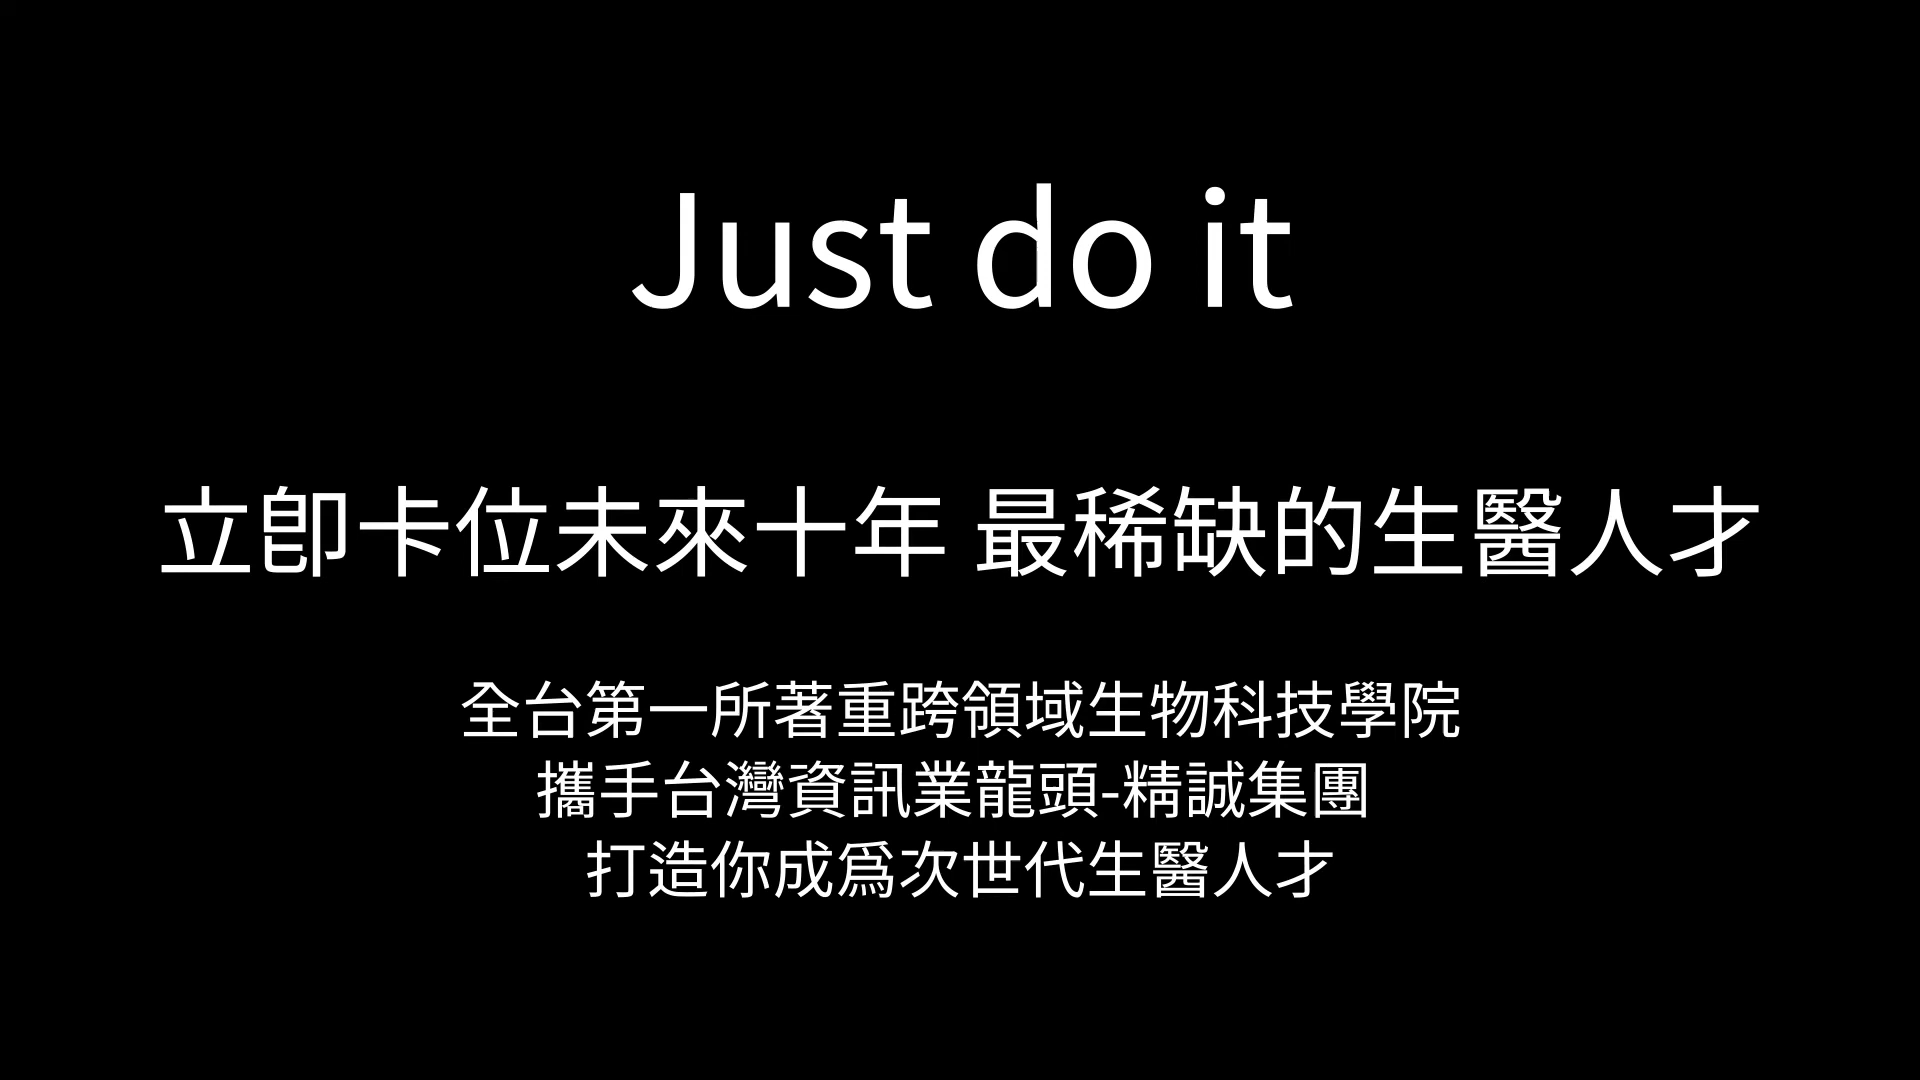 Just do it
立卽卡位未來十年 最稀缺的生醫人才
全台第一所著重跨領域生物科技學院
攜手台灣資訊業龍頭-精誠集團
打造你成爲次世代生醫人才